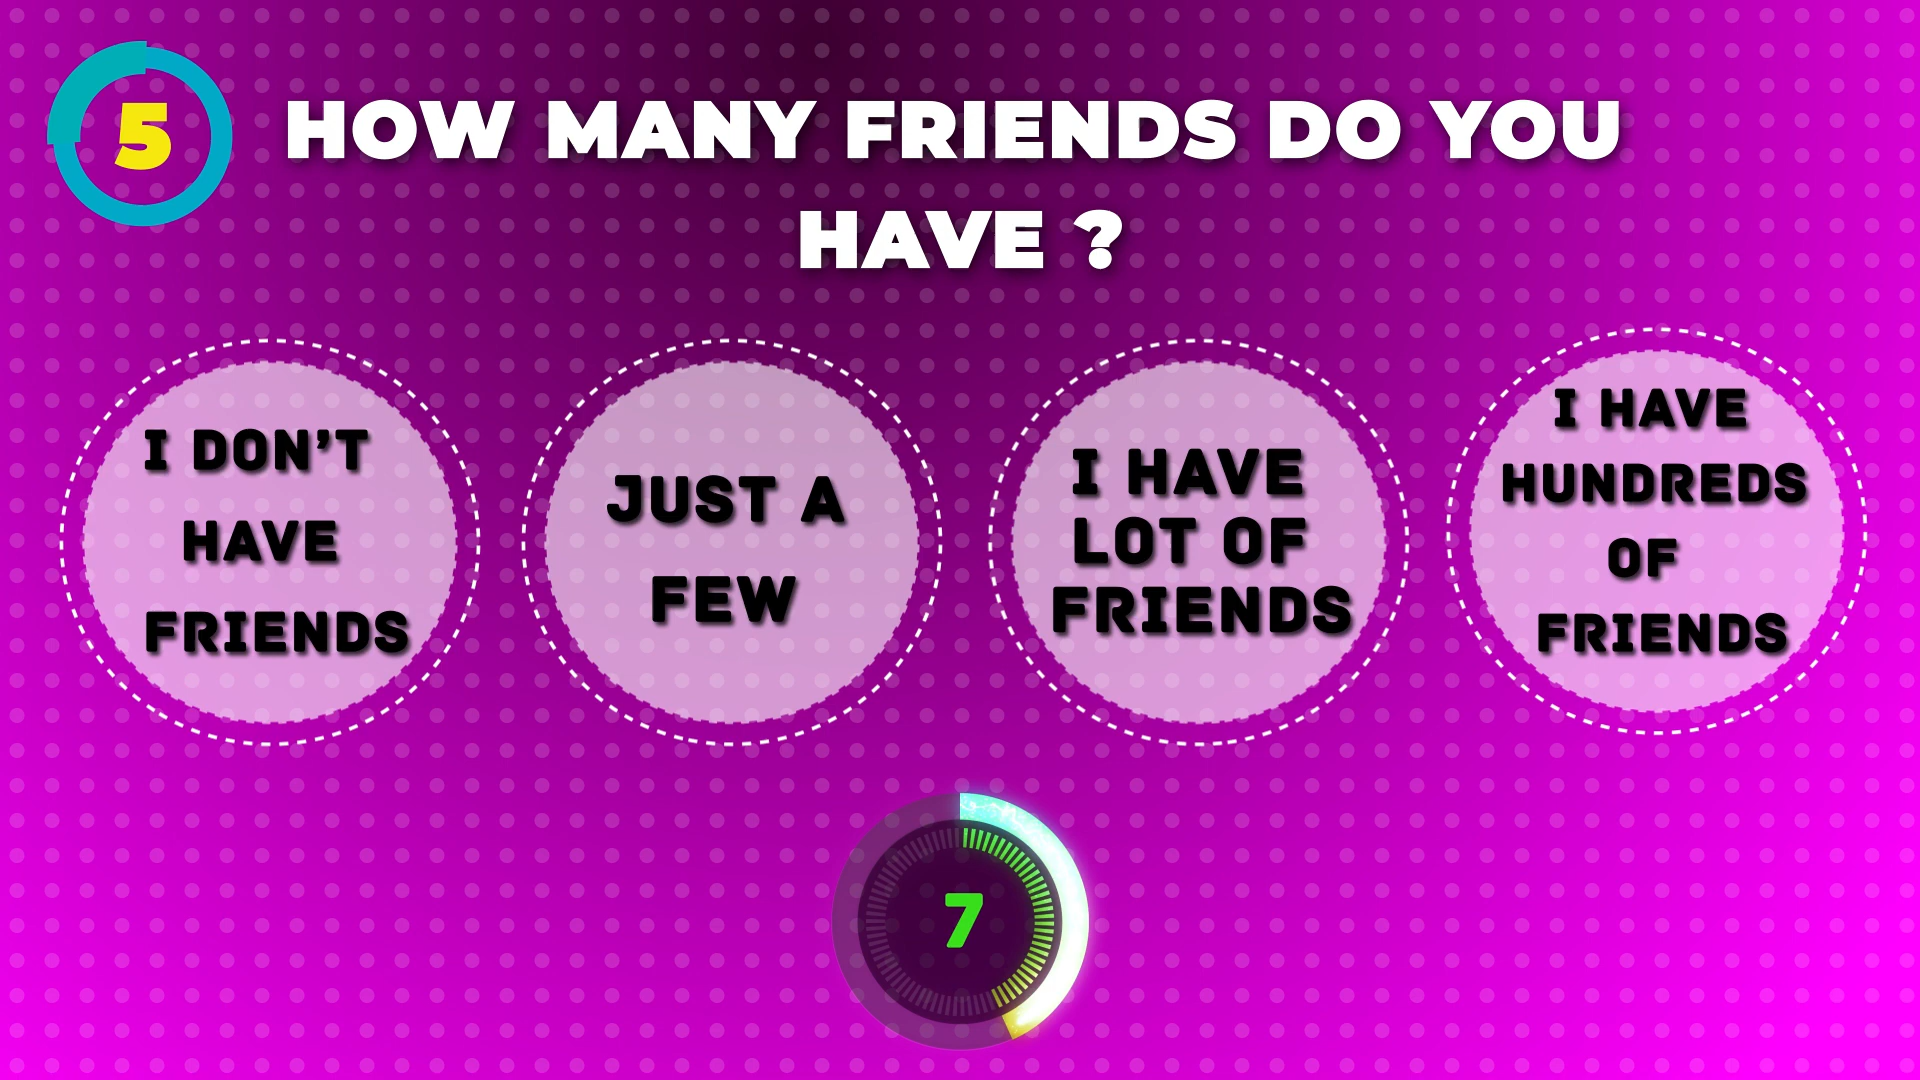 5
HOW MANY FRIENDS DO YOU
HAVE ?
I DON'T
HAVE
FRIENDS
JUST A
FEW
I HAVE
LOT OF
FRIENDS
I HAVE
HUNDREDS
OF
FRIENDS
7